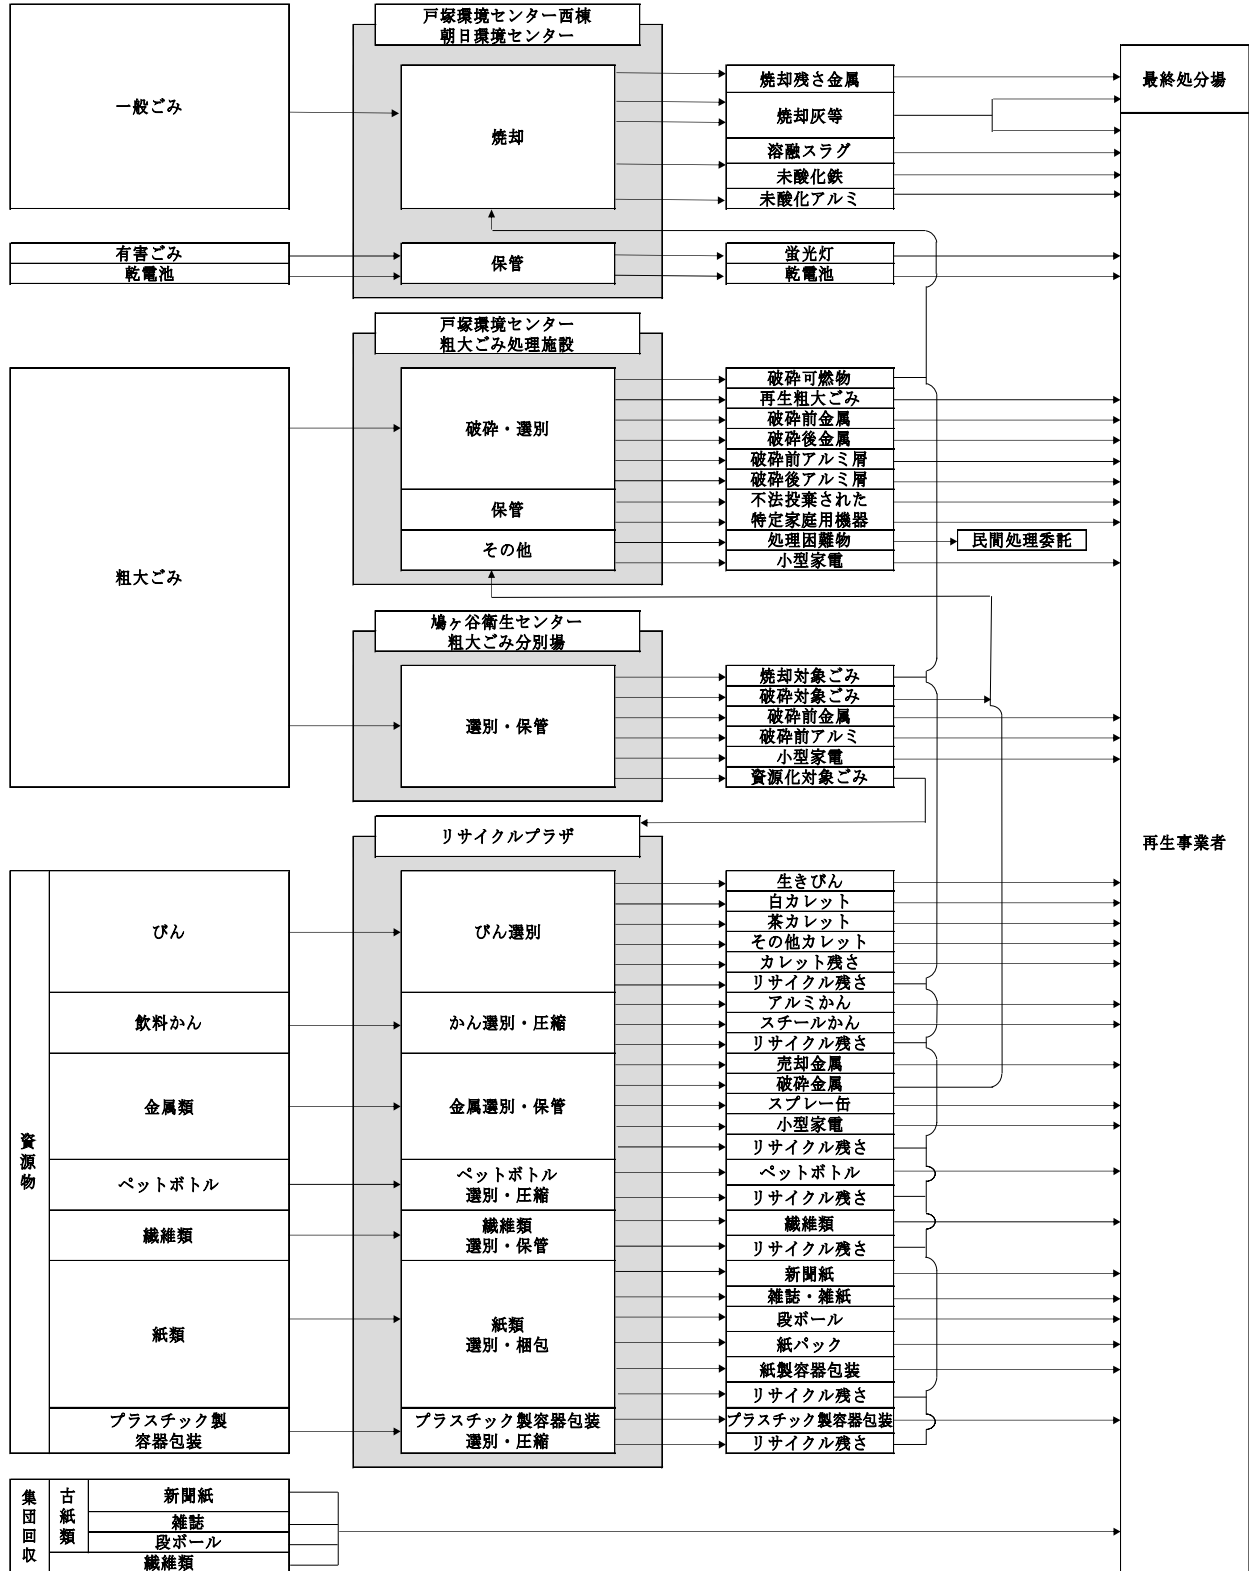 戸塚環境センター西棟
朝日環境センター
一般ごみ
焼却
焼却残さ金属
焼却灰等
溶融スラグ
未酸化鉄
未酸化アルミ
最終処分場
有害ごみ
乾電池
保管
蛍光灯
乾電池
戸塚環境センター
粗大ごみ処理施設
粗大ごみ
破砕・選別
保管
その他
破砕可燃物
再生粗大ごみ
破砕前金属
破砕後金属
破砕前アルミ屑
破砕後アルミ屑
不法投棄された
特定家庭用機器
処理困難物
小型家電
民間処理委託
鳩ヶ谷衛生センター
粗大ごみ分別場
選別・保管
焼却対象ごみ
破砕対象ごみ
破砕前金属
破砕前アルミ
小型家電
資源化対象ごみ
再生事業者
リサイクルプラザ
資源物
びん
びん選別
生きびん
白カレット
茶カレット
その他カレット
カレット残さ
リサイクル残さ
飲料かん
かん選別・圧縮
アルミかん
スチールかん
リサイクル残さ
金属類
金属選別・保管
売却金属
破砕金属
スプレー缶
小型家電
リサイクル残さ
ペットボトル
ペットボトル
選別・圧縮
ペットボトル
リサイクル残さ
繊維類
繊維類
選別・保管
繊維類
リサイクル残さ
紙類
紙類
選別・梱包
新聞紙
雑誌・雑紙
段ボール
紙パック
紙製容器包装
リサイクル残さ
プラスチック製
容器包装
プラスチック製容器包装
選別・圧縮
プラスチック製容器包装
リサイクル残さ
集団回収
古紙類
新聞紙
雑誌
段ボール
繊維類